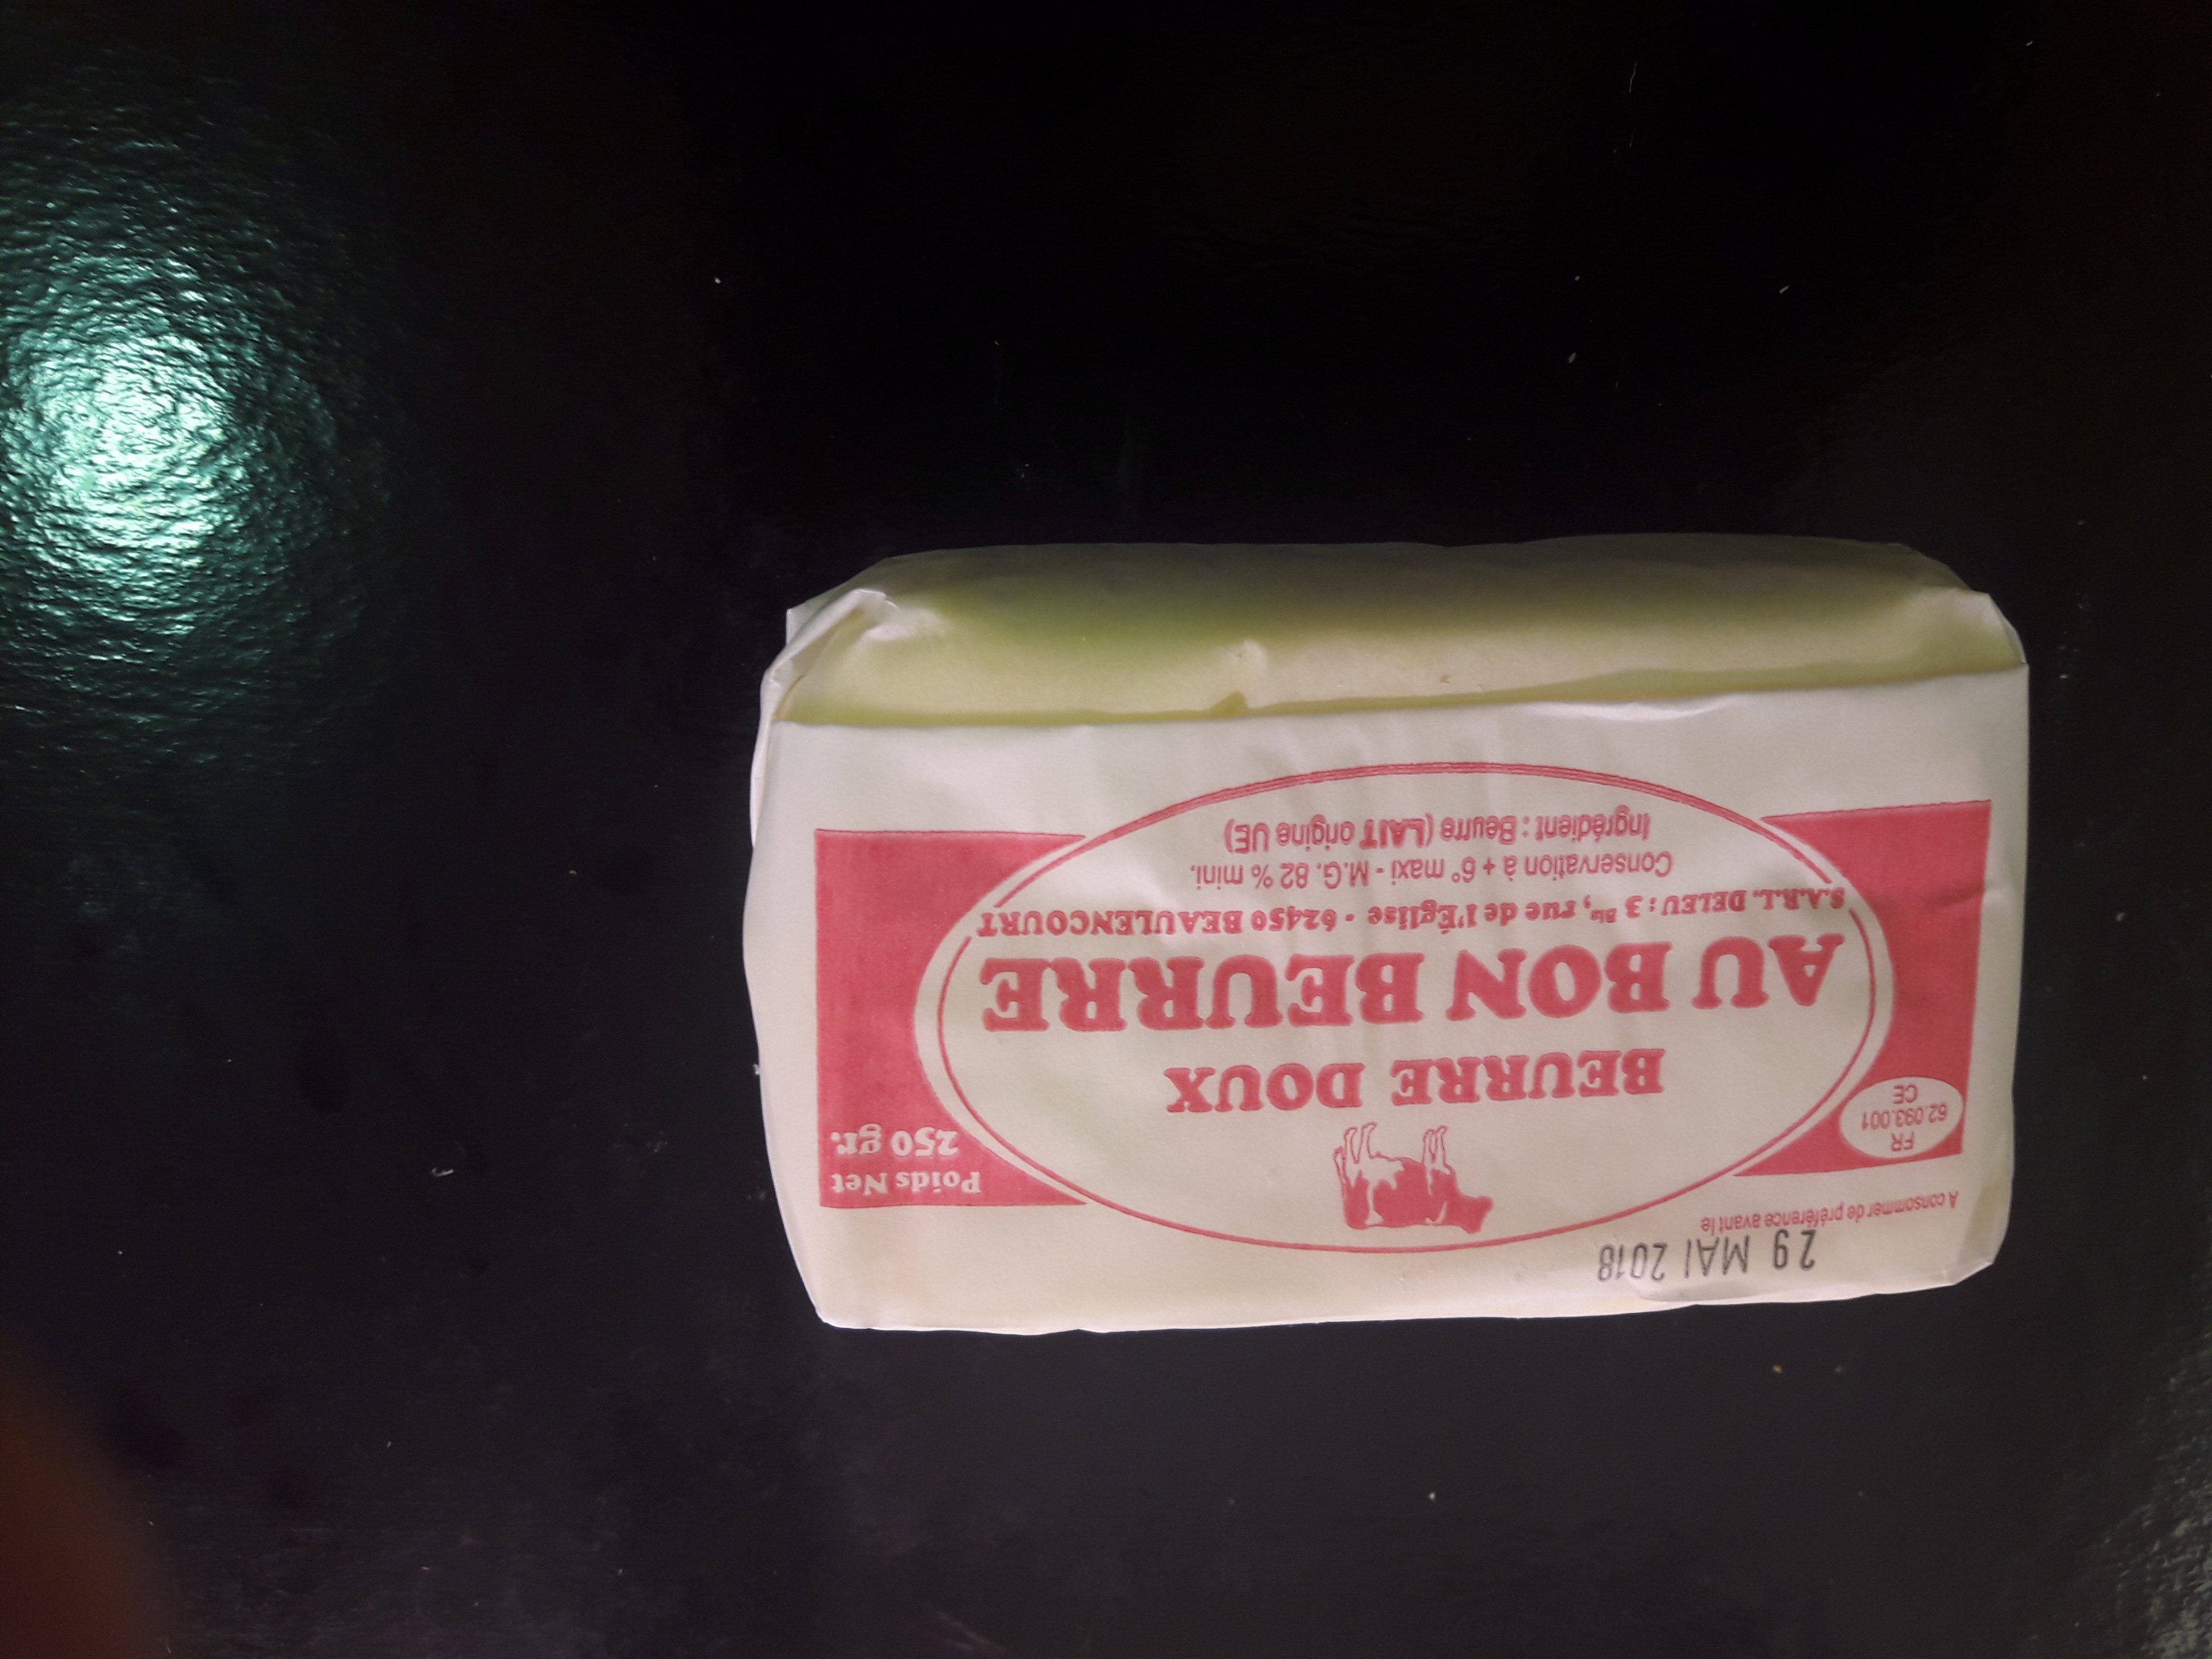 A consommer de préférence avant le
29 MAI 2018
FR
62.093.001
CE
Poids Net
250 gr.
BEURRE DOUX
AU BON BEURRE
S.A.R.L. DELEU : 3 Bis, rue de l'Église - 62450 BEAULENCOURT
Conservation à + 6° maxi - M.G. 82 % mini.
Ingrédient : Beurre (LAIT origine UE)